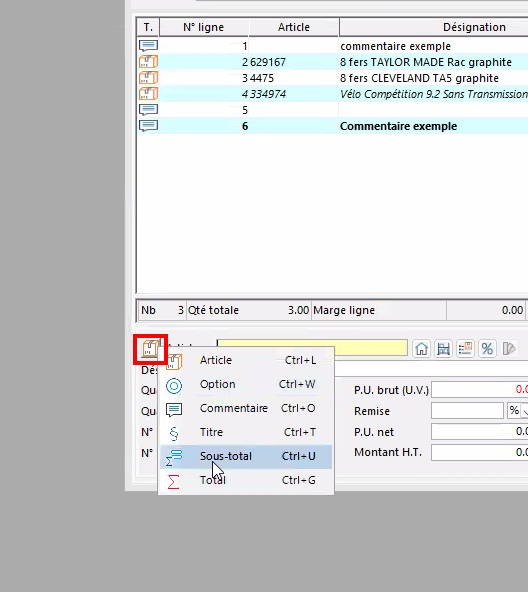 T. N° ligne Article Désignation
1 commentaire exemple
2 629167 8 fers TAYLOR MADE Rac graphite
3 4475 8 fers CLEVELAND TA5 graphite
4 334974 Vélo Compétition 9.2 Sans Transmission
5
6 Commentaire exemple
Nb 3 Qté totale 3.00 Marge ligne 0.00
Article Ctrl+L
Option Ctrl+W P.U. brut (U.V.) 0.0
Commentaire Ctrl+O Remise %
Titre Ctrl+T P.U. net 0.0
Sous-total Ctrl+U Montant H.T. 0.0
Total Ctrl+G
Qu
Qu
N°
N°